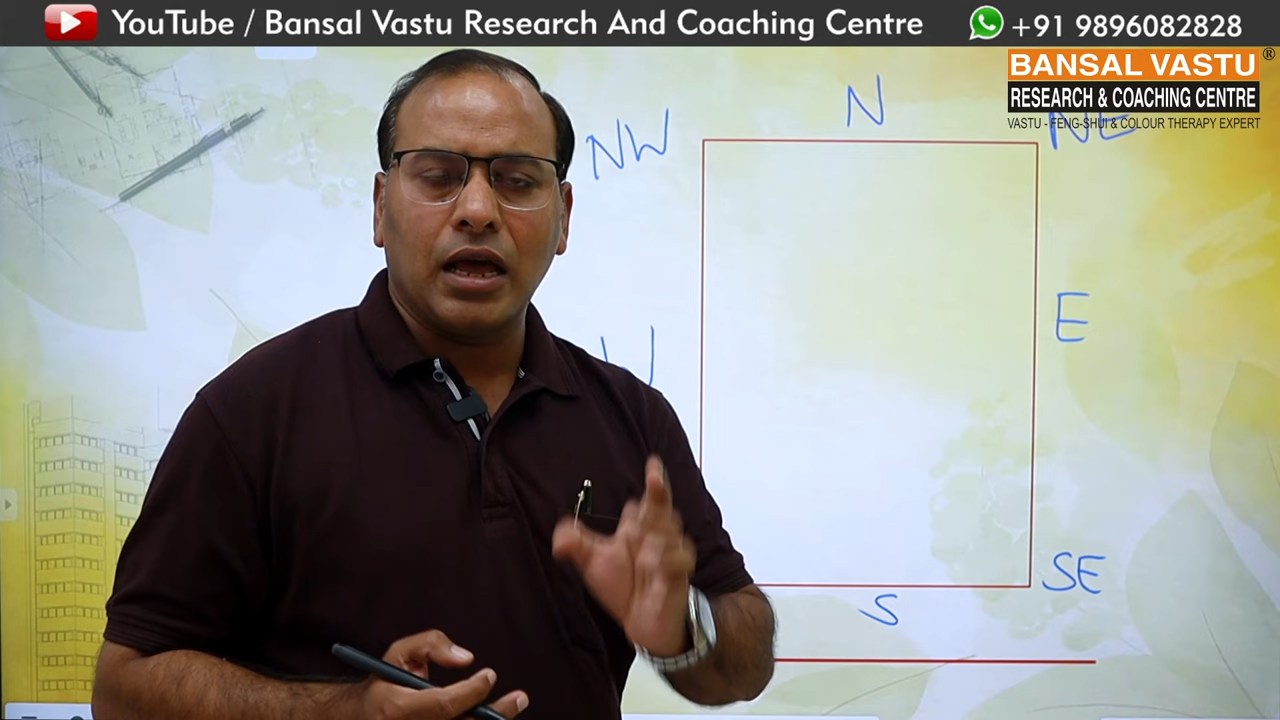 YouTube / Bansal Vastu Research And Coaching Centre
+91 9896082828
BANSAL VASTU®
RESEARCH & COACHING CENTRE
VASTU - FENG-SHUI & COLOUR THERAPY EXPERT
N
NW
NE
E
W
SE
S